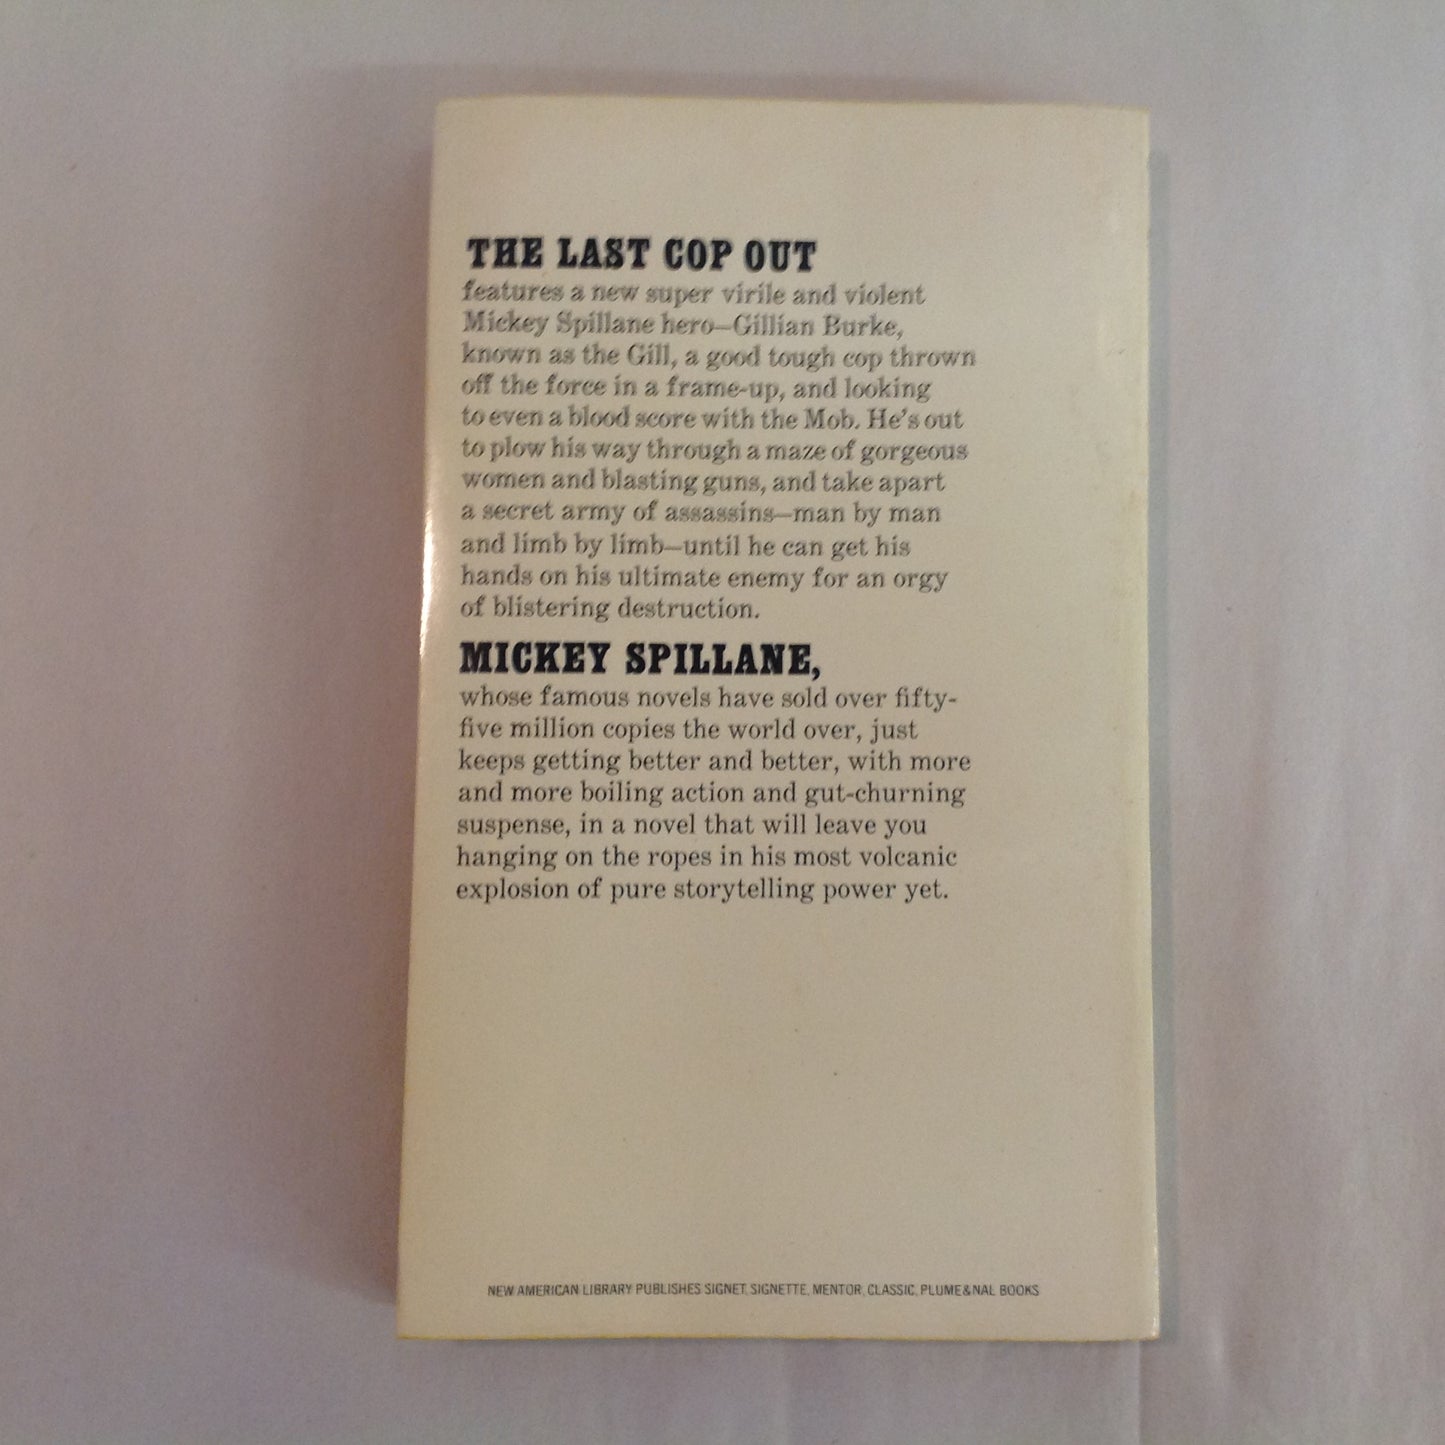 THE LAST COP OUT
features a new super virile and violent
Mickey Spillane hero—Gillian Burke,
known as the Gill, a good tough cop thrown
off the force in a frame-up, and looking
to even a blood score with the Mob. He's out
to plow his way through a maze of gorgeous
women and blasting guns, and take apart
a secret army of assassins—man by man
and limb by limb—until he can get his
hands on his ultimate enemy for an orgy
of blistering destruction.
MICKEY SPILLANE,
whose famous novels have sold over fifty-
five million copies the world over, just
keeps getting better and better, with more
and more boiling action and gut-churning
suspense, in a novel that will leave you
hanging on the ropes in his most volcanic
explosion of pure storytelling power yet.
NEW AMERICAN LIBRARY PUBLISHES SIGNET, SIGNETTE, MENTOR, CLASSIC, PLUME & NAL BOOKS